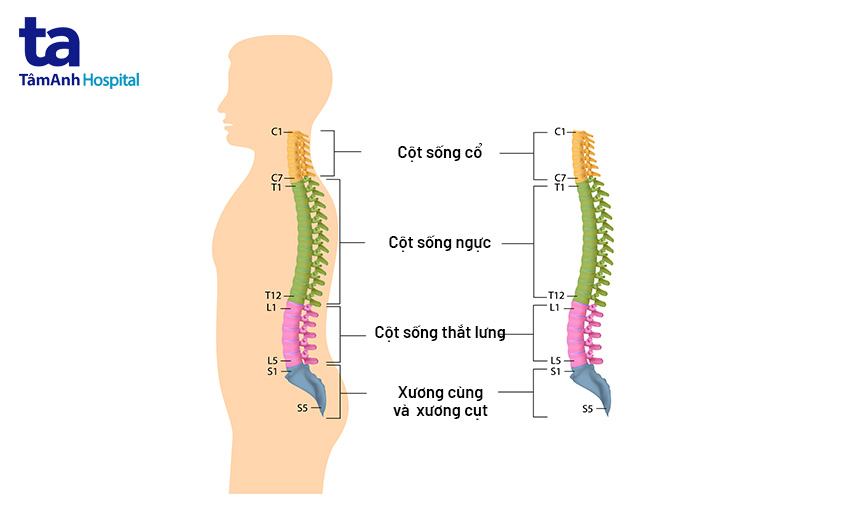 ta
TâmAnh Hospital
C1
C7
T1
T12
L1
L5
S1
S5
Cột sống cổ
Cột sống ngực
Cột sống thắt lưng
Xương cùng
và xương cụt
C1
C7
T1
T12
L1
L5
S1
S5